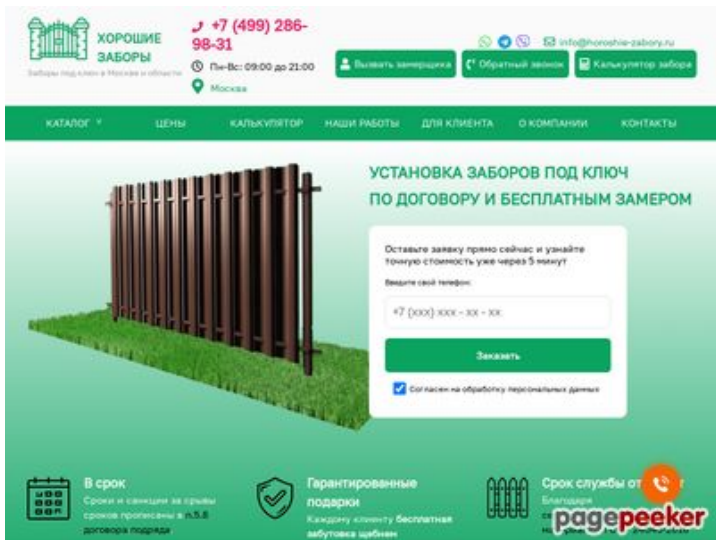 ХОРОШИЕ
ЗАБОРЫ
Заборы под ключ в Москве и области
+7 (499) 286-
98-31
Пн-Вс: 09:00 до 21:00
Москва
info@horoshie-zabory.ru
Вызвать замерщика
Обратный звонок
Калькулятор забора
КАТАЛОГ
ЦЕНЫ
КАЛЬКУЛЯТОР
НАШИ РАБОТЫ
ДЛЯ КЛИЕНТА
О КОМПАНИИ
КОНТАКТЫ
УСТАНОВКА ЗАБОРОВ ПОД КЛЮЧ
ПО ДОГОВОРУ И БЕСПЛАТНЫМ ЗАМЕРОМ
Оставьте заявку прямо сейчас и узнайте
точную стоимость уже через 5 минут
Введите свой телефон:
+7 (xxx) xxx - xx - xx
Заказать
Согласен на обработку персональных данных
В срок
Сроки и санкции за срывы
сроков прописаны в п.5.6
договора подряда
Гарантированные
подарки
Каждому клиенту бесплатная
забутовка щебнем
Срок службы от
Благодаря
pagepeeker